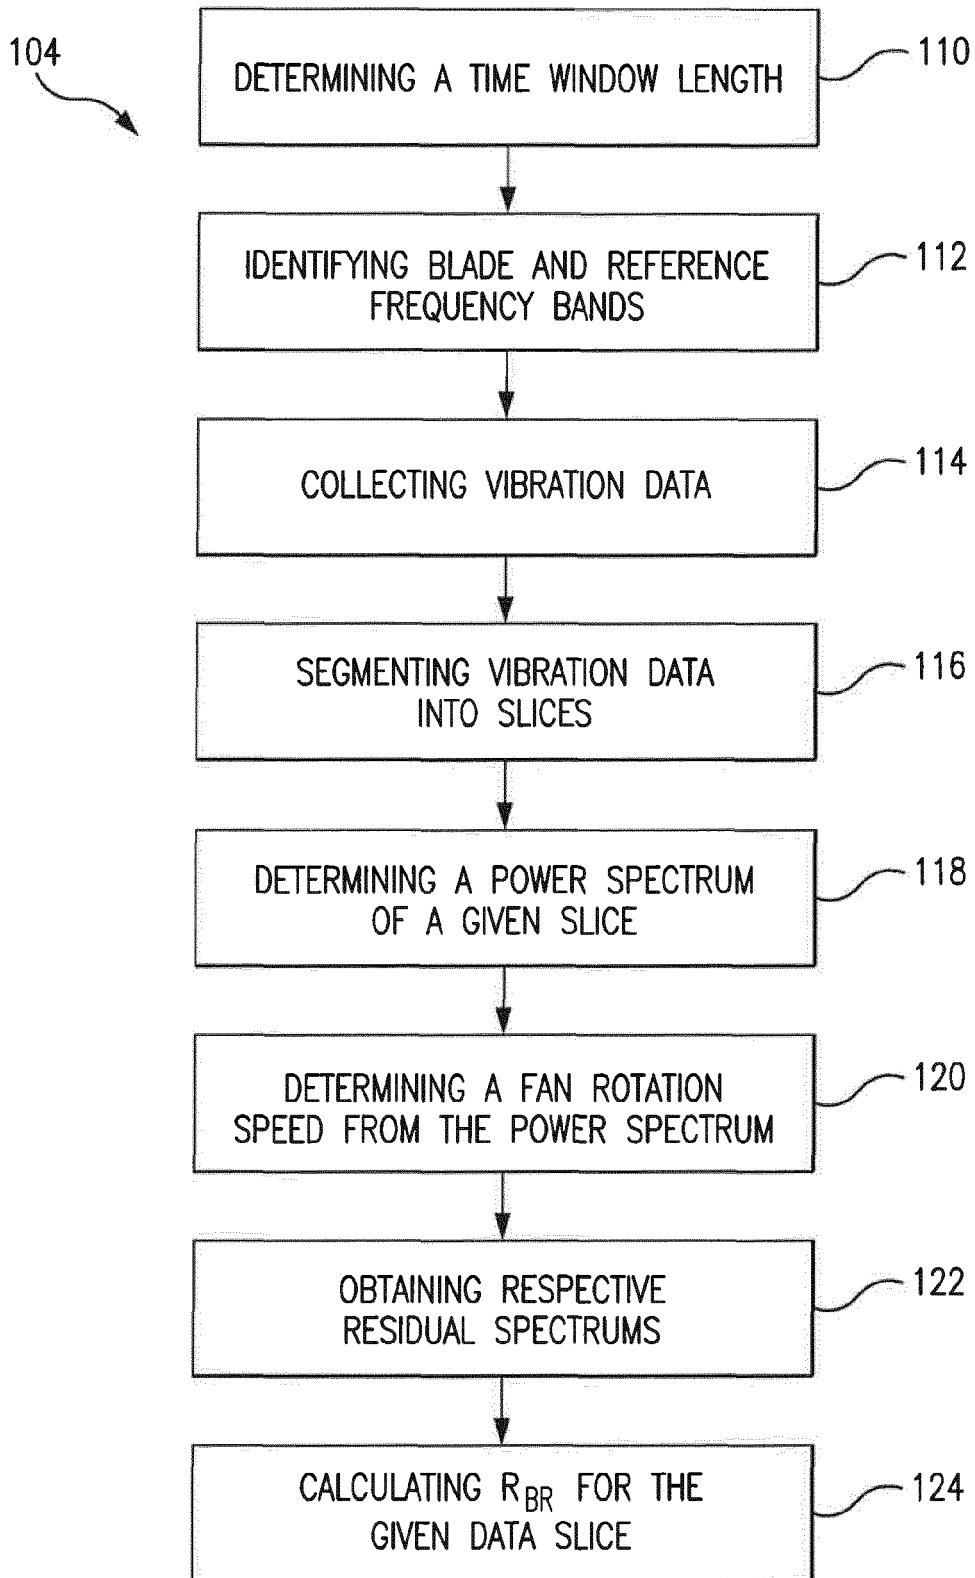 104
DETERMINING A TIME WINDOW LENGTH
110
IDENTIFYING BLADE AND REFERENCE
FREQUENCY BANDS
112
COLLECTING VIBRATION DATA
114
SEGMENTING VIBRATION DATA
INTO SLICES
116
DETERMINING A POWER SPECTRUM
OF A GIVEN SLICE
118
DETERMINING A FAN ROTATION
SPEED FROM THE POWER SPECTRUM
120
OBTAINING RESPECTIVE
RESIDUAL SPECTRUMS
122
CALCULATING RBR FOR THE
GIVEN DATA SLICE
124